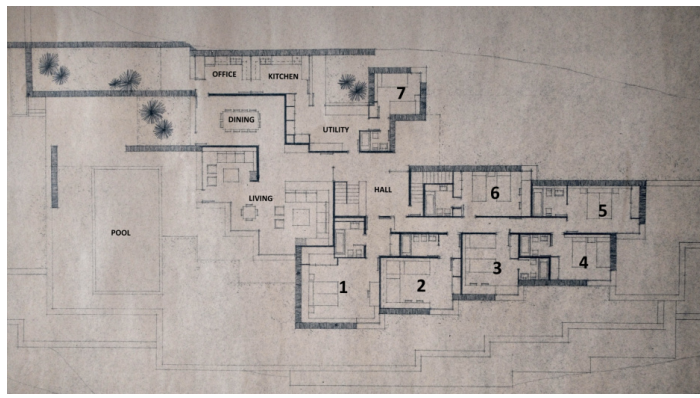 OFFICE
KITCHEN
7
DINING
UTILITY
HALL
6
LIVING
5
POOL
3
4
1
2